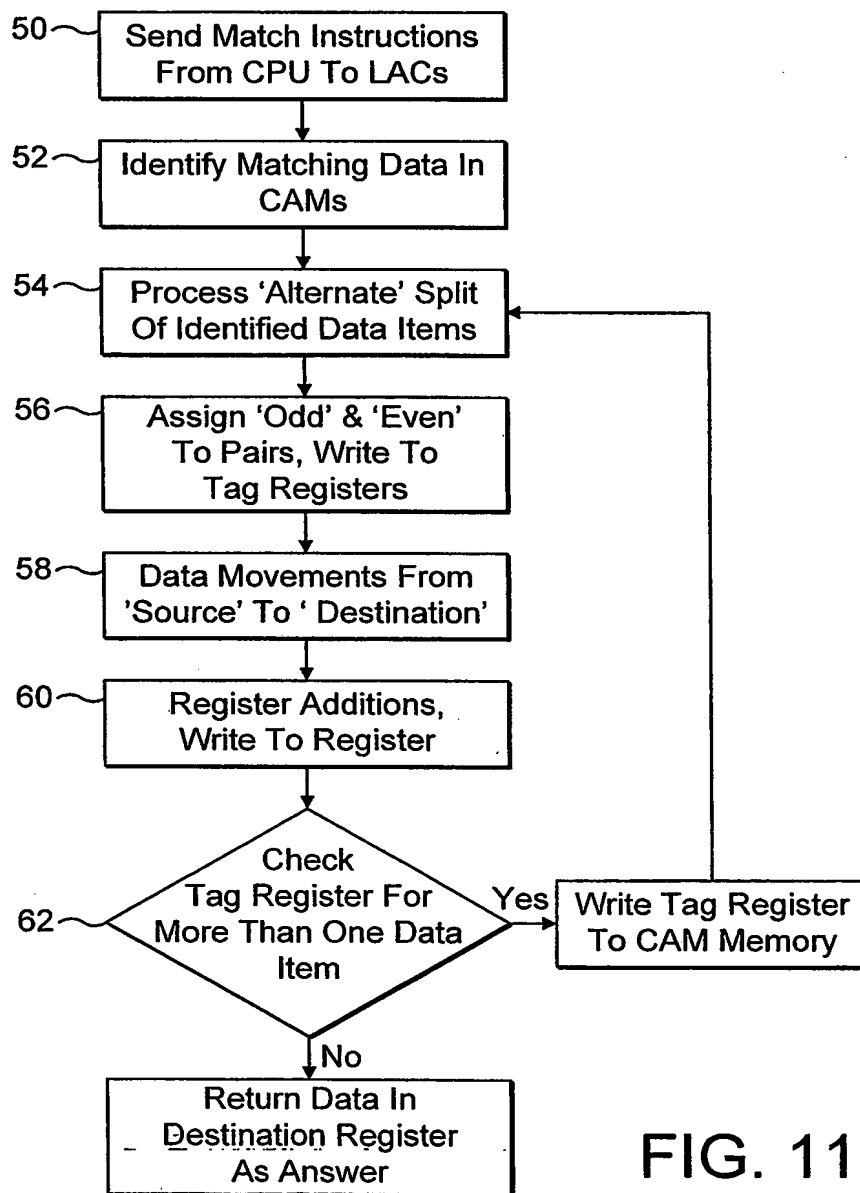 50
Send Match Instructions
From CPU To LACs
52
Identify Matching Data In
CAMs
54
Process ‘Alternate’ Split
Of Identified Data Items
56
Assign ‘Odd’ & ‘Even’
To Pairs, Write To
Tag Registers
58
Data Movements From
’Source’ To ‘ Destination’
60
Register Additions,
Write To Register
62
Check
Tag Register For
More Than One Data
Item
Yes
Write Tag Register
To CAM Memory
No
Return Data In
Destination Register
As Answer
FIG. 11